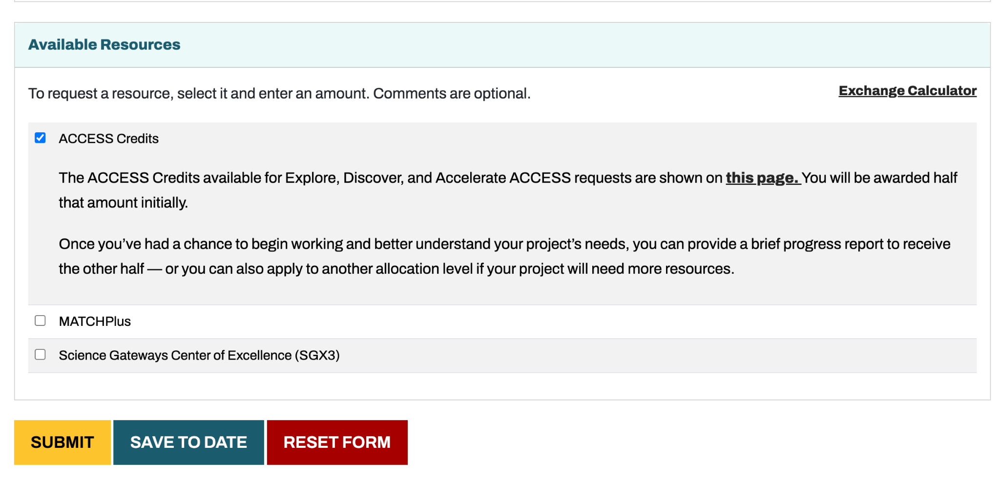 Available Resources
To request a resource, select it and enter an amount. Comments are optional.
Exchange Calculator
ACCESS Credits
The ACCESS Credits available for Explore, Discover, and Accelerate ACCESS requests are shown on this page. You will be awarded half
that amount initially.
Once you’ve had a chance to begin working and better understand your project’s needs, you can provide a brief progress report to receive
the other half — or you can also apply to another allocation level if your project will need more resources.
MATCHPlus
Science Gateways Center of Excellence (SGX3)
SUBMIT
SAVE TO DATE
RESET FORM